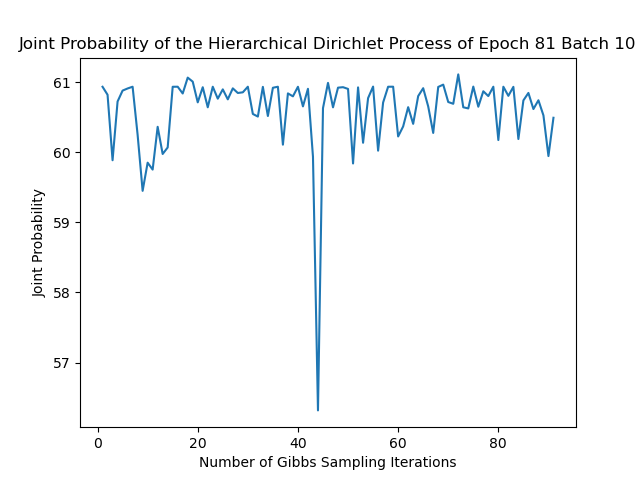 Joint Probability of the Hierarchical Dirichlet Process of Epoch 81 Batch 10
61
60
59
58
57
Joint Probability
0 20 40 60 80
Number of Gibbs Sampling Iterations